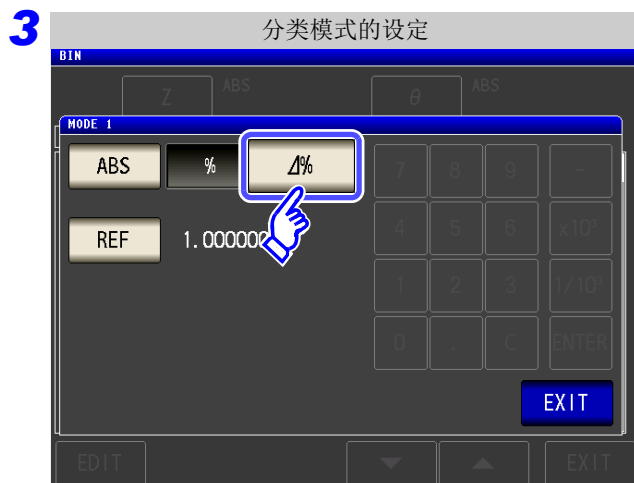 3
分类模式的设定
BIN
Z ABS θ ABS
MODE 1
ABS % Δ% 7 8 9 -
REF 1.000000 4 5 6 x10³
1 2 3 1/10³
0 . C ENTER
EXIT
EDIT ▼ ▲ EXIT